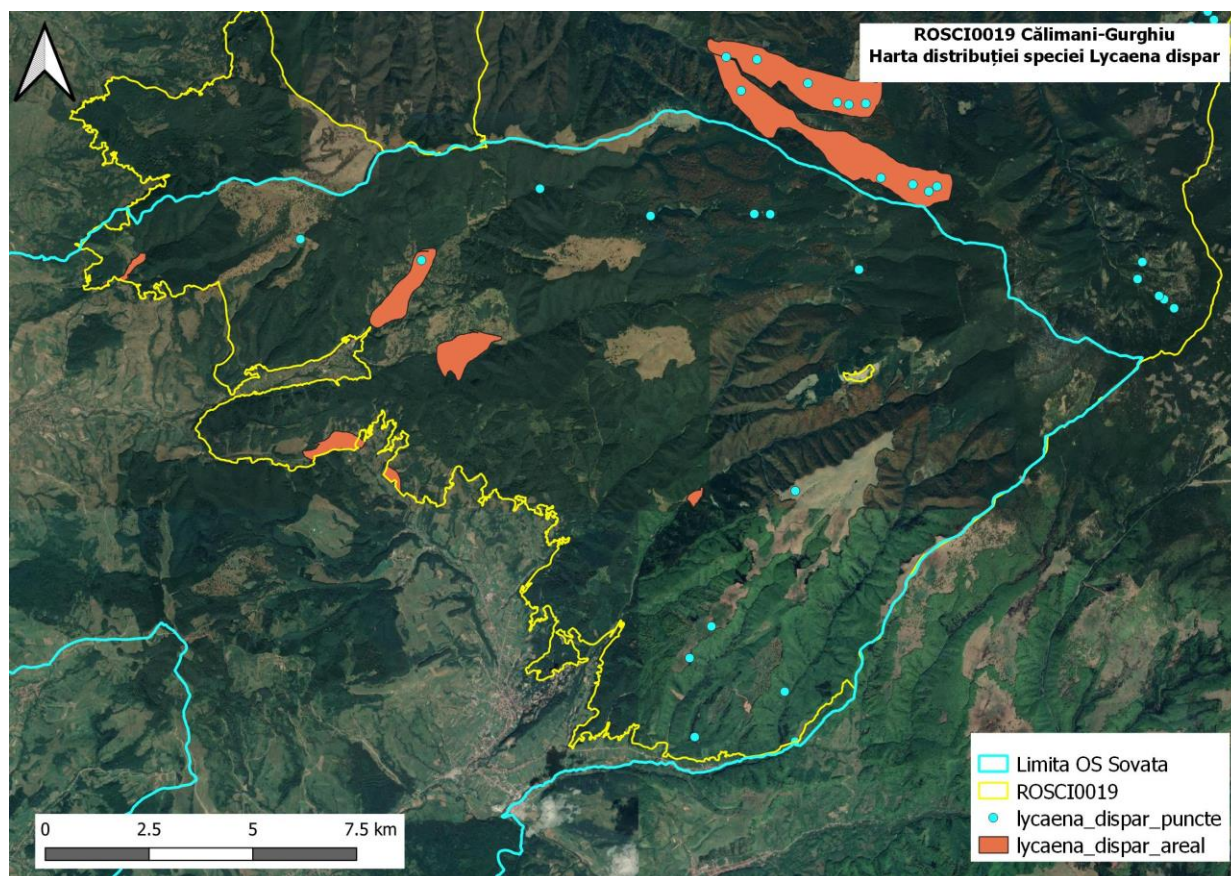 ROSCI0019 Călimani-Gurghiu
Harta distribuției speciei Lycaena dispar
Limita OS Sovata
ROSCI0019
lycaena_dispar_puncte
lycaena_dispar_areal
0 2.5 5 7.5 km